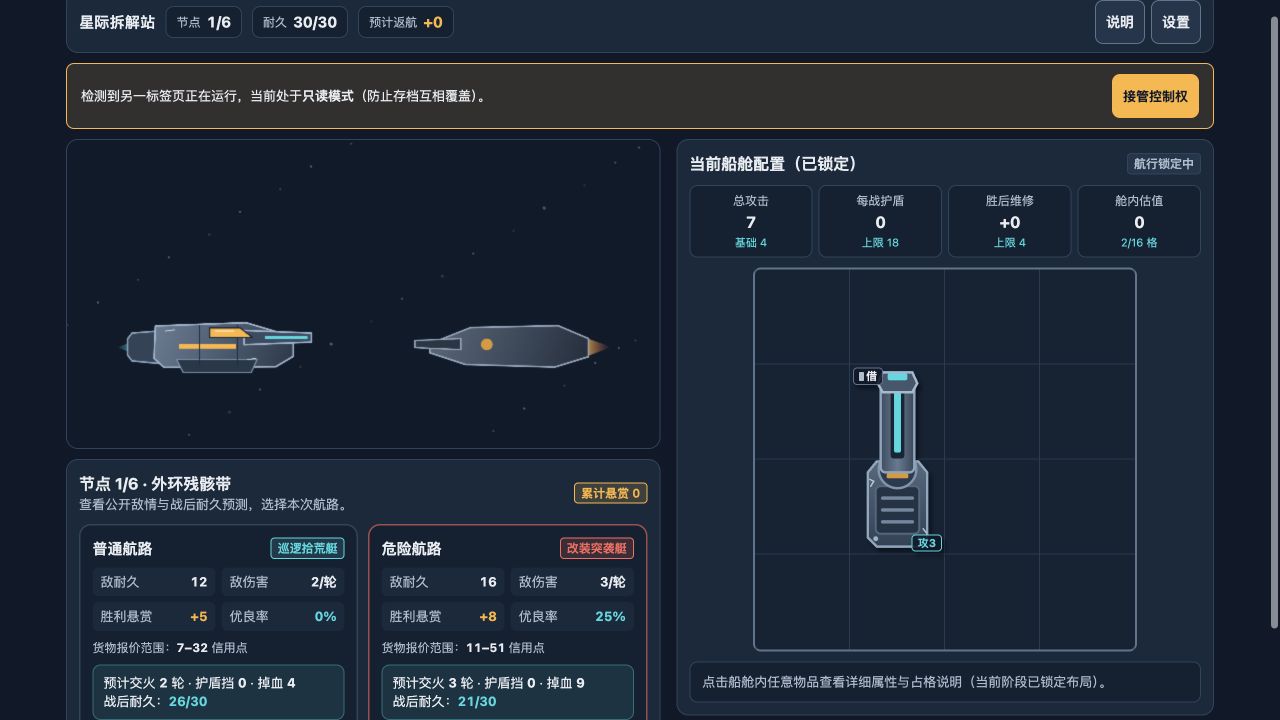 星际拆解站 节点 1/6 耐久 30/30 预计返航 +0 说明 设置
检测到另一标签页正在运行，当前处于只读模式（防止存档互相覆盖）。 接管控制权
当前船舱配置（已锁定） 航行锁定中
总攻击 每战护盾 胜后维修 舱内估值
7 0 +0 0
基础 4 上限 18 上限 4 2/16 格
借
攻3
点击船舱内任意物品查看详细属性与占格说明（当前阶段已锁定布局）。
节点 1/6 · 外环残骸带
查看公开敌情与战后耐久预测，选择本次航路。
累计悬赏 0
普通航路 巡逻拾荒艇
敌耐久 12 敌伤害 2/轮
胜利悬赏 +5 优良率 0%
货物报价范围：7–32 信用点
预计交火 2 轮 · 护盾挡 0 · 掉血 4
战后耐久：26/30
危险航路 改装突袭艇
敌耐久 16 敌伤害 3/轮
胜利悬赏 +8 优良率 25%
货物报价范围：11–51 信用点
预计交火 3 轮 · 护盾挡 0 · 掉血 9
战后耐久：21/30